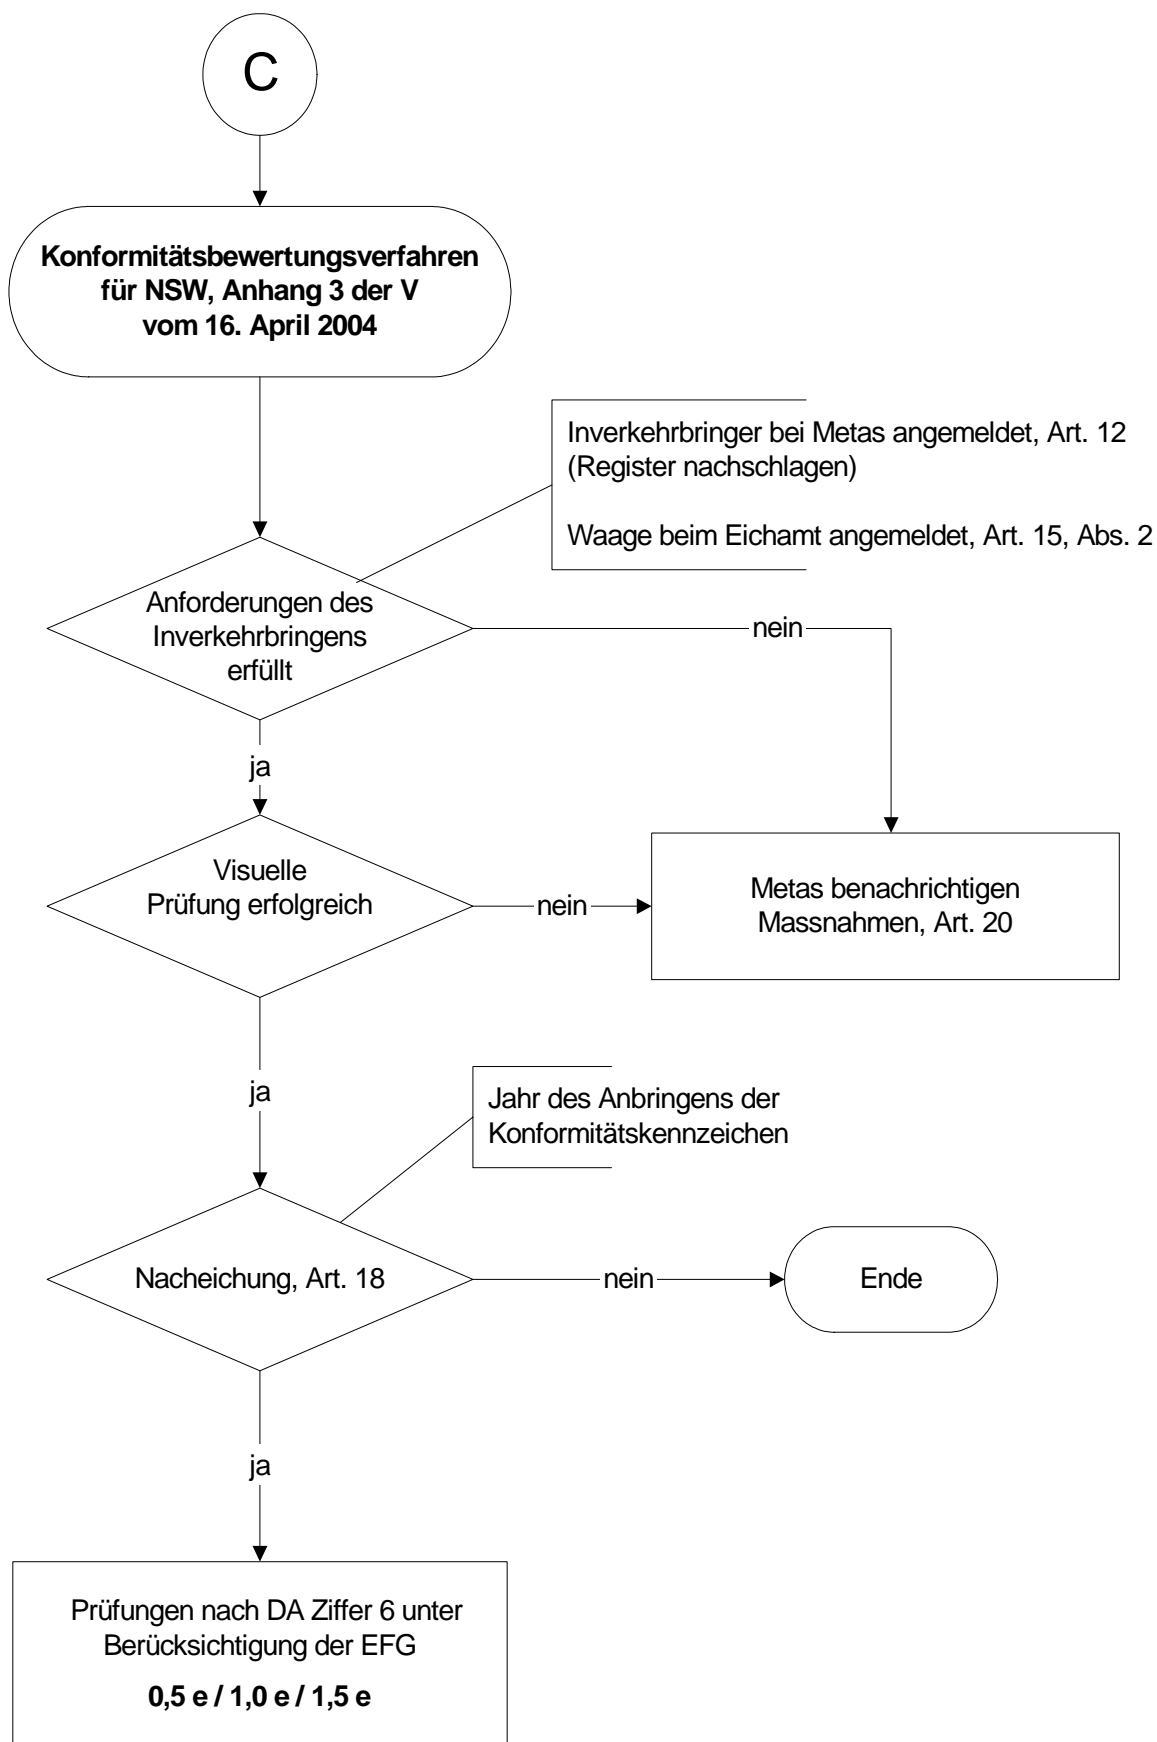 C
Konformitätsbewertungsverfahren
für NSW, Anhang 3 der V
vom 16. April 2004
Inverkehrbringer bei Metas angemeldet, Art. 12
(Register nachschlagen)
Waage beim Eichamt angemeldet, Art. 15, Abs. 2
Anforderungen des
Inverkehrbringens
erfüllt
nein
ja
Visuelle
Prüfung erfolgreich
nein
Metas benachrichtigen
Massnahmen, Art. 20
ja
Jahr des Anbringens der
Konformitätskennzeichen
Nacheichung, Art. 18
nein
Ende
ja
Prüfungen nach DA Ziffer 6 unter
Berücksichtigung der EFG
0,5 e / 1,0 e / 1,5 e